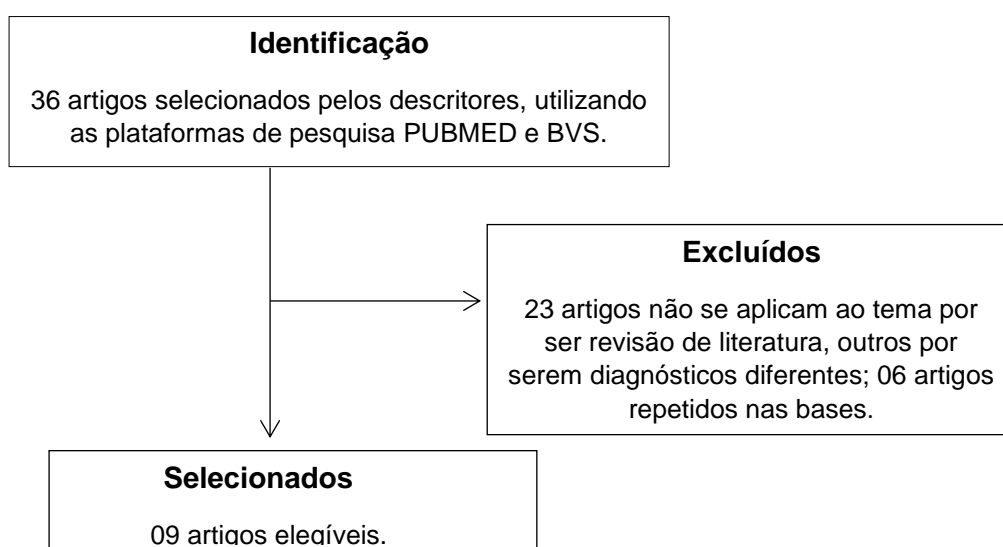 Identificação
36 artigos selecionados pelos descritores, utilizando
as plataformas de pesquisa PUBMED e BVS.
Excluídos
23 artigos não se aplicam ao tema por
ser revisão de literatura, outros por
serem diagnósticos diferentes; 06 artigos
repetidos nas bases.
Selecionados
09 artigos elegíveis.